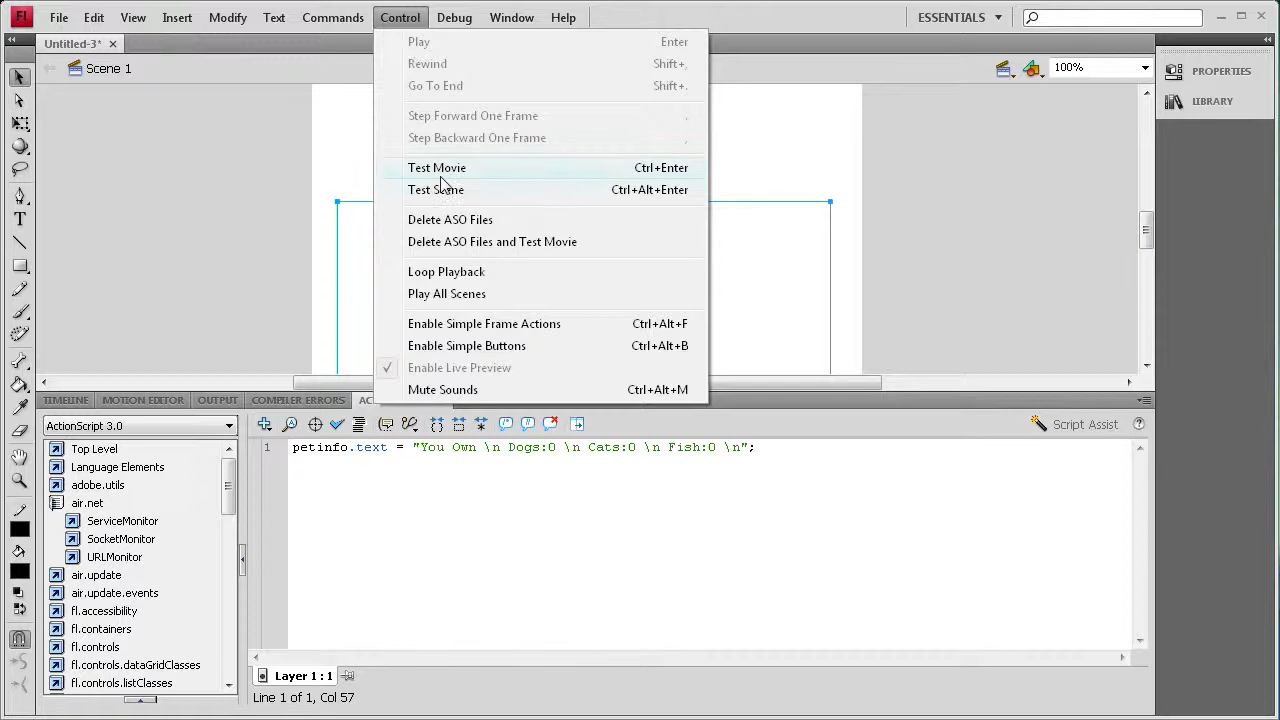 Fl File Edit View Insert Modify Text Commands Control Debug Window Help ESSENTIALS
Untitled-3*
Scene 1
100%
PROPERTIES
LIBRARY
Play Enter
Rewind Shift+,
Go To End Shift+.
Step Forward One Frame .
Step Backward One Frame ,
Test Movie Ctrl+Enter
Test Scene Ctrl+Alt+Enter
Delete ASO Files
Delete ASO Files and Test Movie
Loop Playback
Play All Scenes
Enable Simple Frame Actions Ctrl+Alt+F
Enable Simple Buttons Ctrl+Alt+B
Enable Live Preview
Mute Sounds Ctrl+Alt+M
TIMELINE MOTION EDITOR OUTPUT COMPILER ERRORS AC
ActionScript 3.0
Script Assist
Top Level
Language Elements
adobe.utils
air.net
ServiceMonitor
SocketMonitor
URLMonitor
air.update
air.update.events
fl.accessibility
fl.containers
fl.controls
fl.controls.dataGridClasses
fl.controls.listClasses
1 petinfo.text = "You Own \n Dogs:0 \n Cats:0 \n Fish:0 \n";
Layer 1 : 1
Line 1 of 1, Col 57